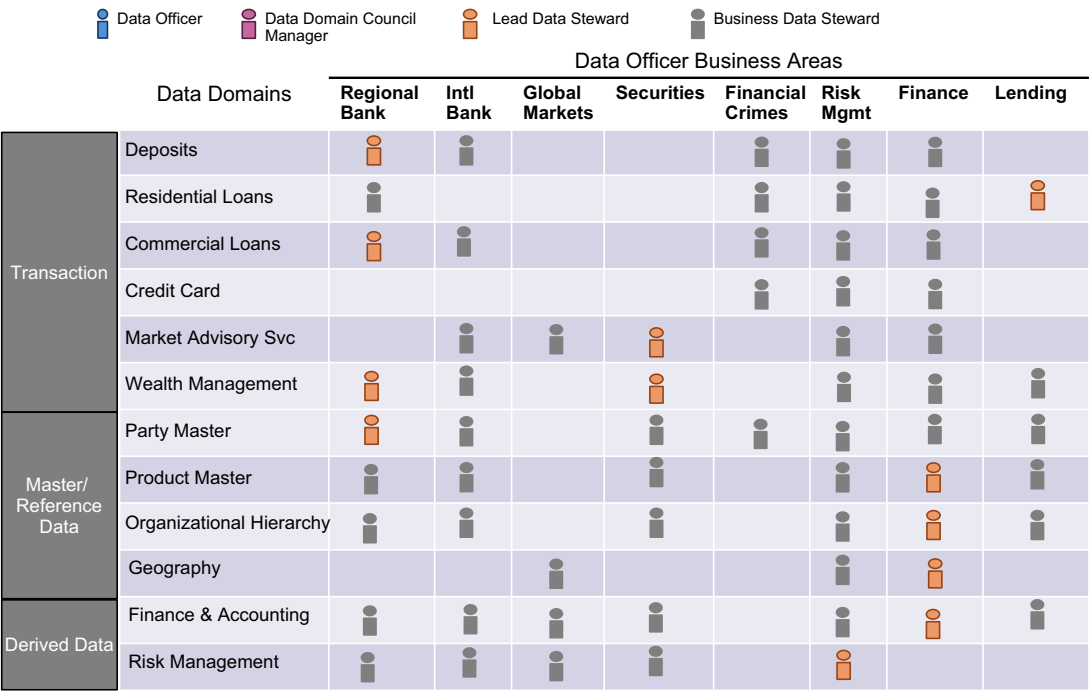 Data Officer
Data Domain Council
Manager
Lead Data Steward
Business Data Steward
Data Officer Business Areas
Data Domains
Regional
Bank
Intl
Bank
Global
Markets
Securities
Financial
Crimes
Risk
Mgmt
Finance
Lending
Transaction
Deposits
Residential Loans
Commercial Loans
Credit Card
Market Advisory Svc
Wealth Management
Master/
Reference
Data
Party Master
Product Master
Organizational Hierarchy
Geography
Derived Data
Finance & Accounting
Risk Management